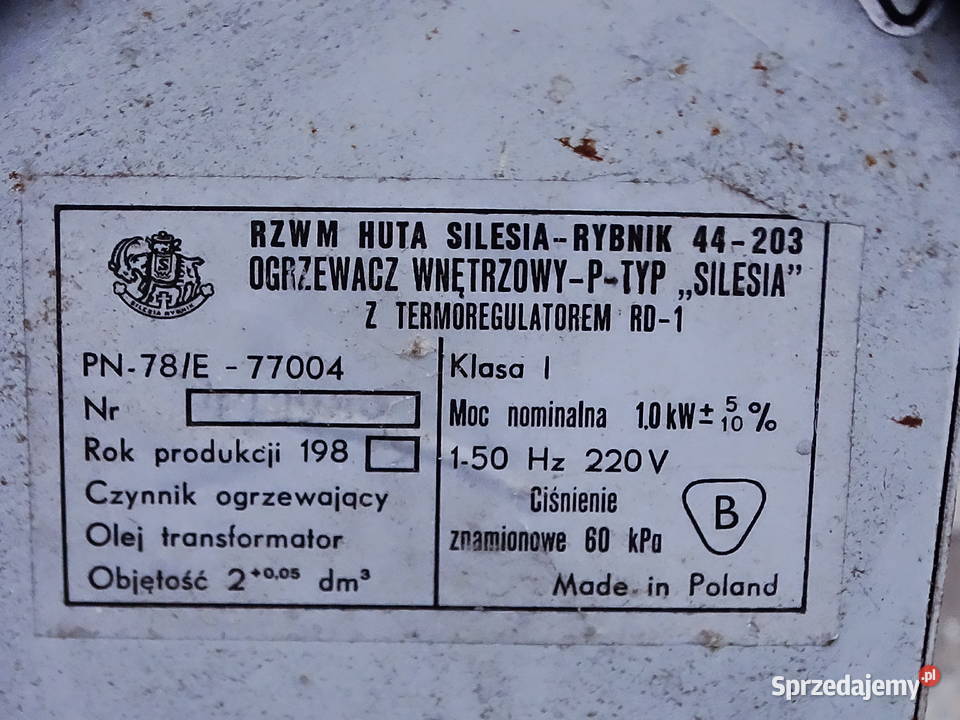 RZWM HUTA SILESIA-RYBNIK 44-203
OGRZEWACZ WNĘTRZOWY-P-TYP „SILESIA”
Z TERMOREGULATOREM RD-1
SILESIA RYBNIK
PN-78/E - 77004
Nr
Rok produkcji 198
Czynnik ogrzewający
Olej transformator
Objętość 2+0,05 dm³
Klasa I
Moc nominalna 1.0 kW ± 5/10 %
1-50 Hz 220V
Ciśnienie
znamionowe 60 kPa
B
Made in Poland
Sprzedajemy.pl